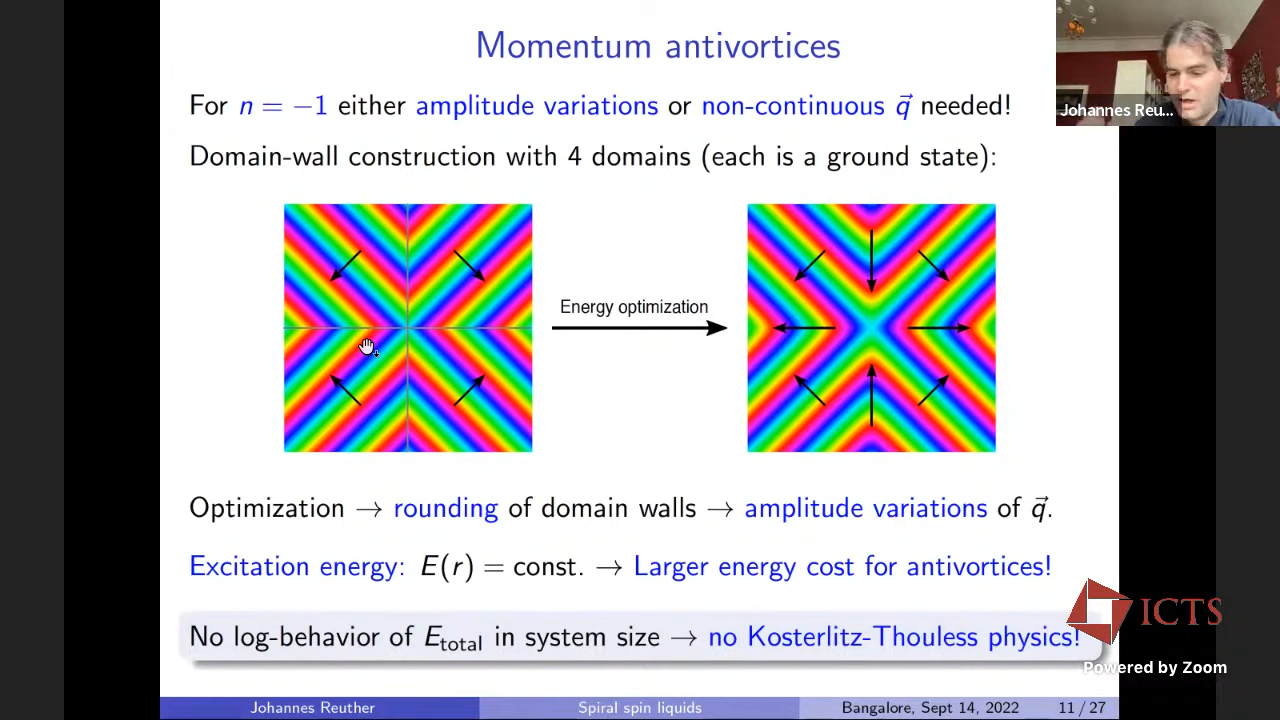 Momentum antivortices
For n = −1 either amplitude variations or non-continuous q⃗ needed!
Johannes Reu...
Domain-wall construction with 4 domains (each is a ground state):
Energy optimization
Optimization → rounding of domain walls → amplitude variations of q⃗.
Excitation energy: E(r) = const. → Larger energy cost for antivortices!
ICTS
No log-behavior of E_total in system size → no Kosterlitz-Thouless physics!
Powered by Zoom
Johannes Reuther Spiral spin liquids Bangalore, Sept 14, 2022 11 / 27